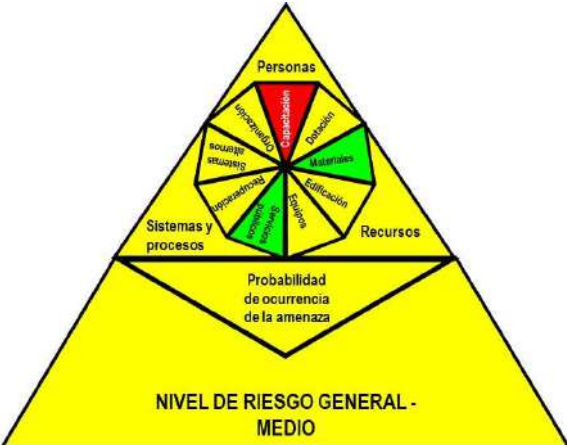 Personas
Organización
Capacitación
Dotación
Sistemas
alternos
Materiales
Recuperación
Edificación
Servicios
públicos
Equipos
Sistemas y
procesos
Recursos
Probabilidad
de ocurrencia
de la amenaza
NIVEL DE RIESGO GENERAL -
MEDIO